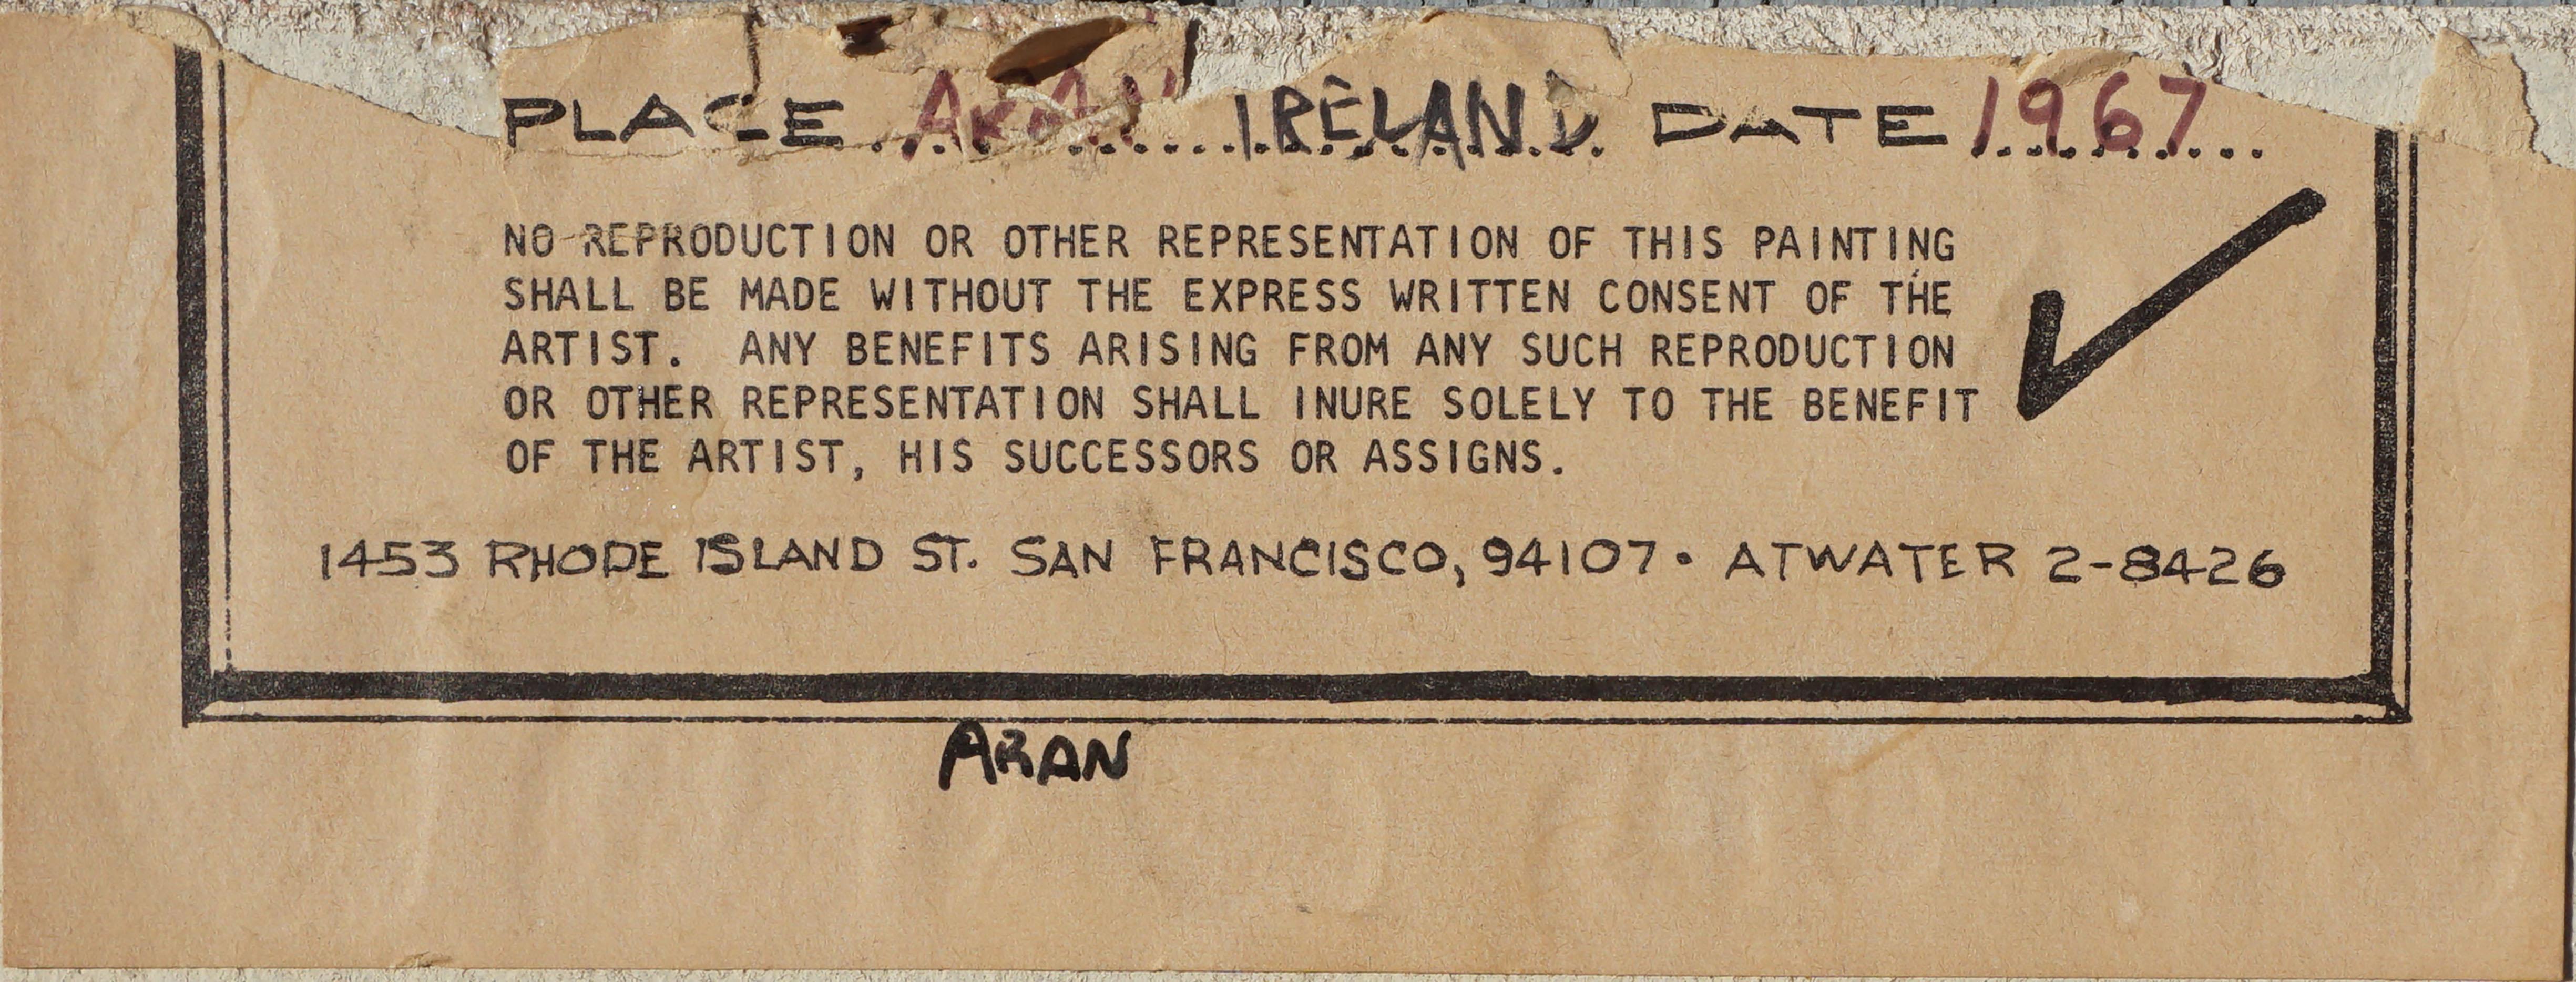 PLACE ARAN IRELAND DATE 1967
NO REPRODUCTION OR OTHER REPRESENTATION OF THIS PAINTING
SHALL BE MADE WITHOUT THE EXPRESS WRITTEN CONSENT OF THE
ARTIST. ANY BENEFITS ARISING FROM ANY SUCH REPRODUCTION
OR OTHER REPRESENTATION SHALL INURE SOLELY TO THE BENEFIT
OF THE ARTIST, HIS SUCCESSORS OR ASSIGNS.
1453 RHODE ISLAND ST. SAN FRANCISCO, 94107 • ATWATER 2-8426
ARAN